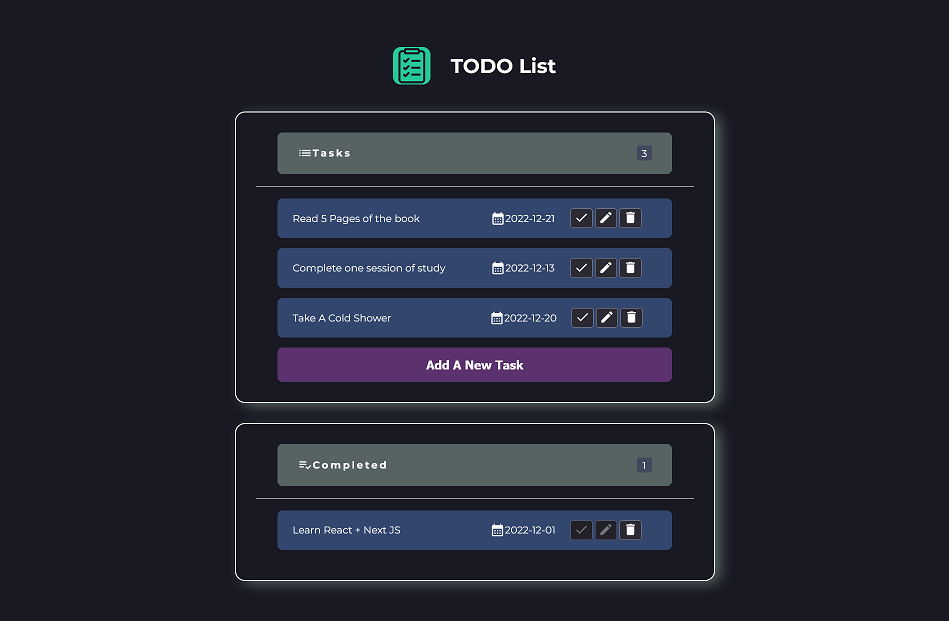 TODO List
Tasks 3
Read 5 Pages of the book 2022-12-21
Complete one session of study 2022-12-13
Take A Cold Shower 2022-12-20
Add A New Task
Completed 1
Learn React + Next JS 2022-12-01